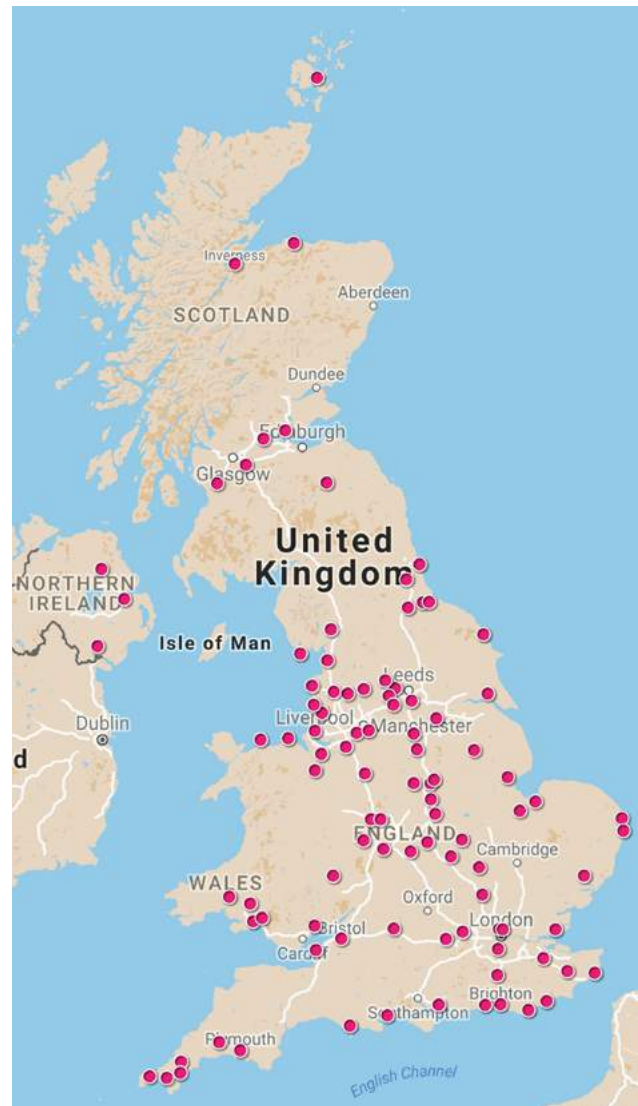 Inverness
Aberdeen
SCOTLAND
Dundee
Edinburgh
Glasgow
United
Kingdom
NORTHERN
IRELAND
Isle of Man
Leeds
Dublin
Liverpool
Manchester
d
ENGLAND
Cambridge
WALES
Oxford
London
Bristol
Cardiff
Southampton
Brighton
Plymouth
English Channel